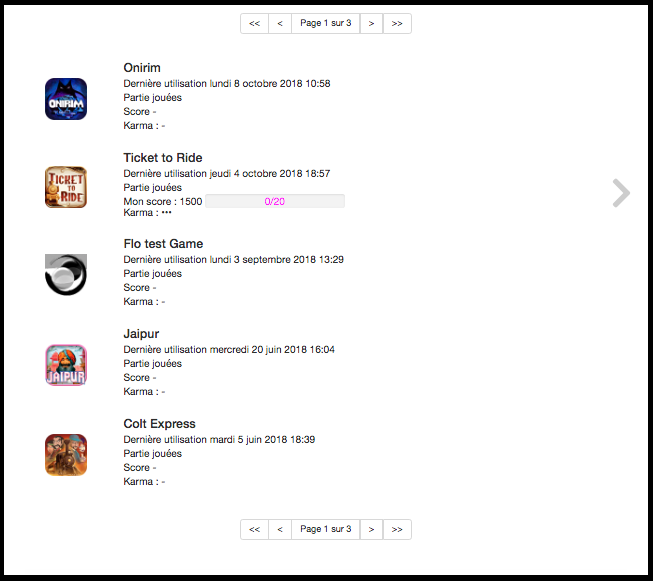 << < Page 1 sur 3 > >>
Onirim
Dernière utilisation lundi 8 octobre 2018 10:58
ONIRIM
Partie jouées
Score -
Karma : -
Ticket to Ride
Dernière utilisation jeudi 4 octobre 2018 18:57
TICKET
TO
RIDE
Partie jouées
Mon score : 1500 0/20
Karma : •••
Flo test Game
Dernière utilisation lundi 3 septembre 2018 13:29
Partie jouées
Score -
Karma : -
Jaipur
Dernière utilisation mercredi 20 juin 2018 16:04
Partie jouées
JAIPUR
Score -
Karma : -
Colt Express
Dernière utilisation mardi 5 juin 2018 18:39
Partie jouées
Score -
Karma : -
<< < Page 1 sur 3 > >>